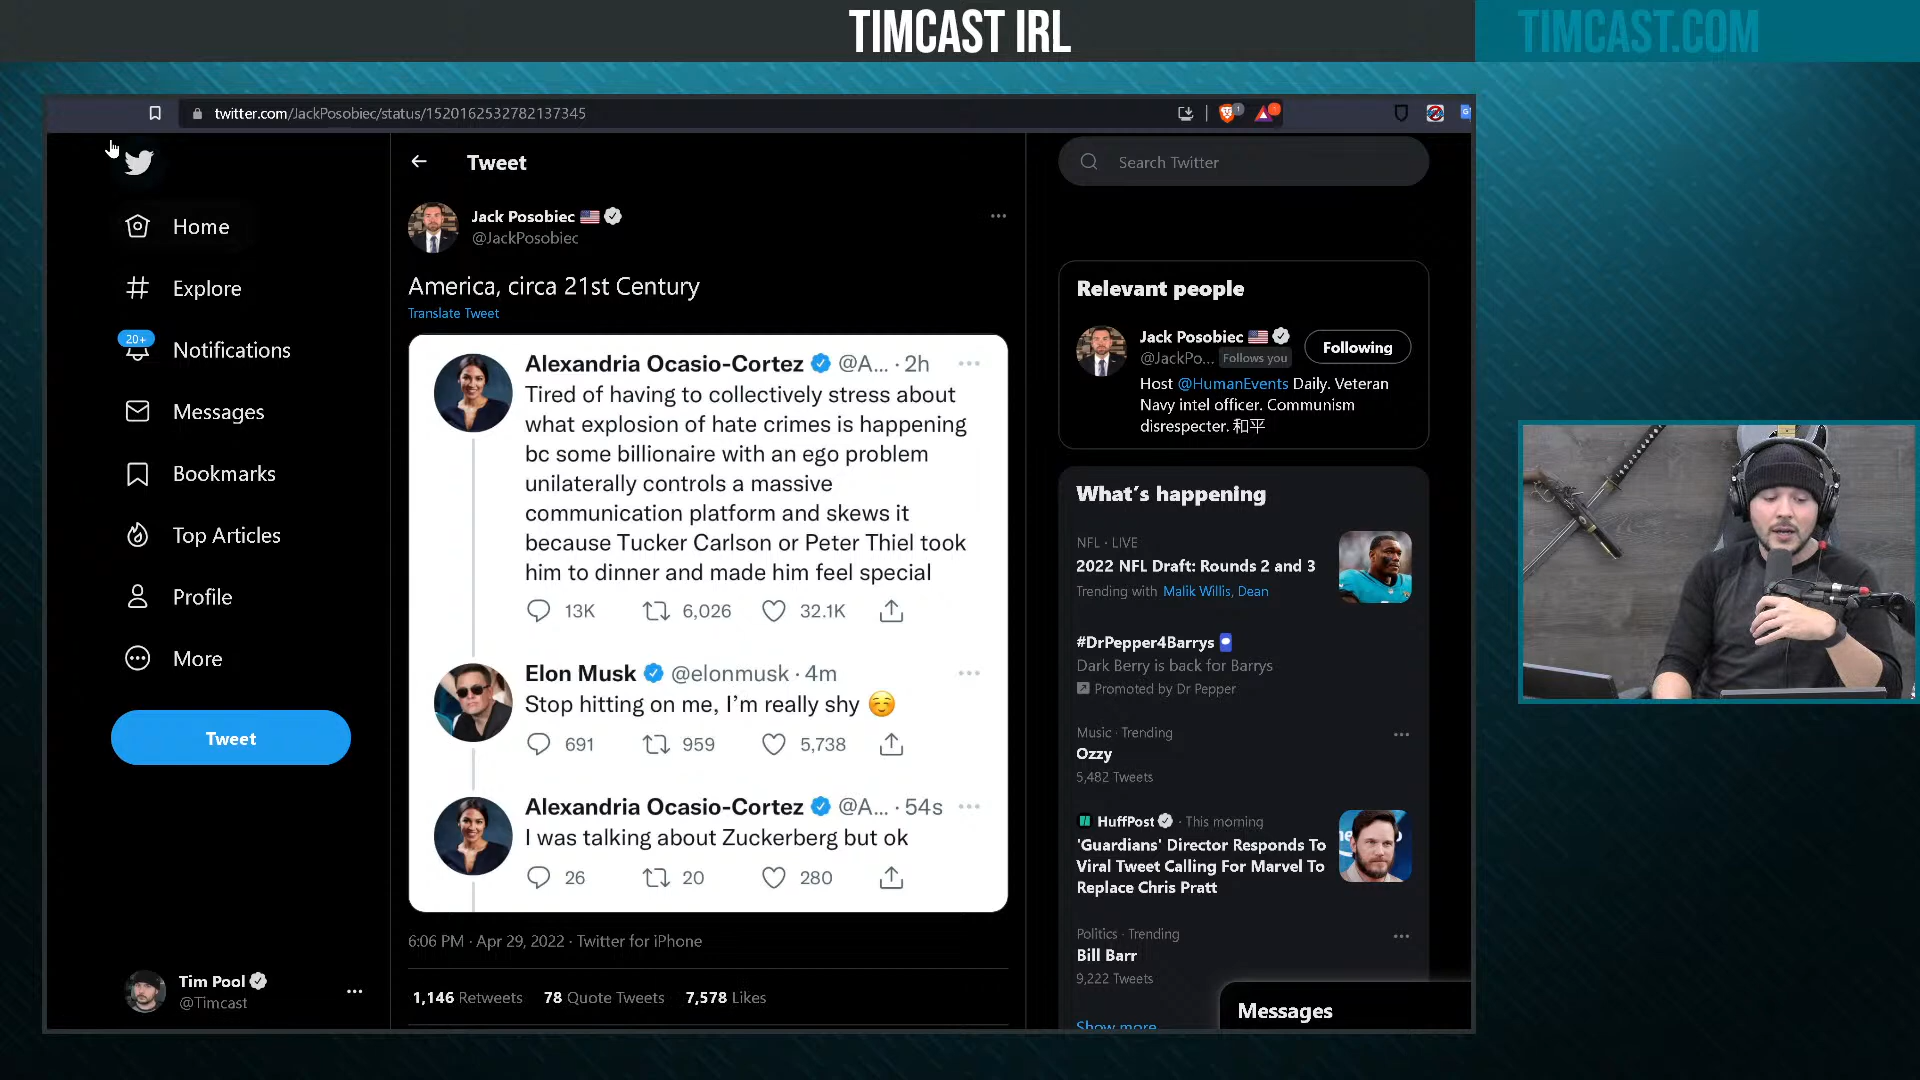 TIMCAST IRL
TIMCAST.COM
twitter.com/JackPosobiec/status/1520162532782137345
1
Home
Explore
20+
Notifications
Messages
Bookmarks
Top Articles
Profile
More
Tweet
Tim Pool
@Timcast
Tweet
Jack Posobiec
@JackPosobiec
America, circa 21st Century
Translate Tweet
Alexandria Ocasio-Cortez @A... · 2h
Tired of having to collectively stress about
what explosion of hate crimes is happening
bc some billionaire with an ego problem
unilaterally controls a massive
communication platform and skews it
because Tucker Carlson or Peter Thiel took
him to dinner and made him feel special
13K 6,026 32.1K
Elon Musk @elonmusk · 4m
Stop hitting on me, I'm really shy ☺️
691 959 5,738
Alexandria Ocasio-Cortez @A... · 54s
I was talking about Zuckerberg but ok
26 20 280
6:06 PM · Apr 29, 2022 · Twitter for iPhone
1,146 Retweets 78 Quote Tweets 7,578 Likes
Search Twitter
Relevant people
Jack Posobiec
@JackPo... Follows you
Following
Host @HumanEvents Daily. Veteran
Navy intel officer. Communism
disrespecter. 和平
What's happening
NFL · LIVE
2022 NFL Draft: Rounds 2 and 3
Trending with Malik Willis, Dean
#DrPepper4Barrys
Dark Berry is back for Barrys
Promoted by Dr Pepper
Music · Trending
Ozzy
5,482 Tweets
HuffPost · This morning
'Guardians' Director Responds To
Viral Tweet Calling For Marvel To
Replace Chris Pratt
Politics · Trending
Bill Barr
9,222 Tweets
Show more
Messages